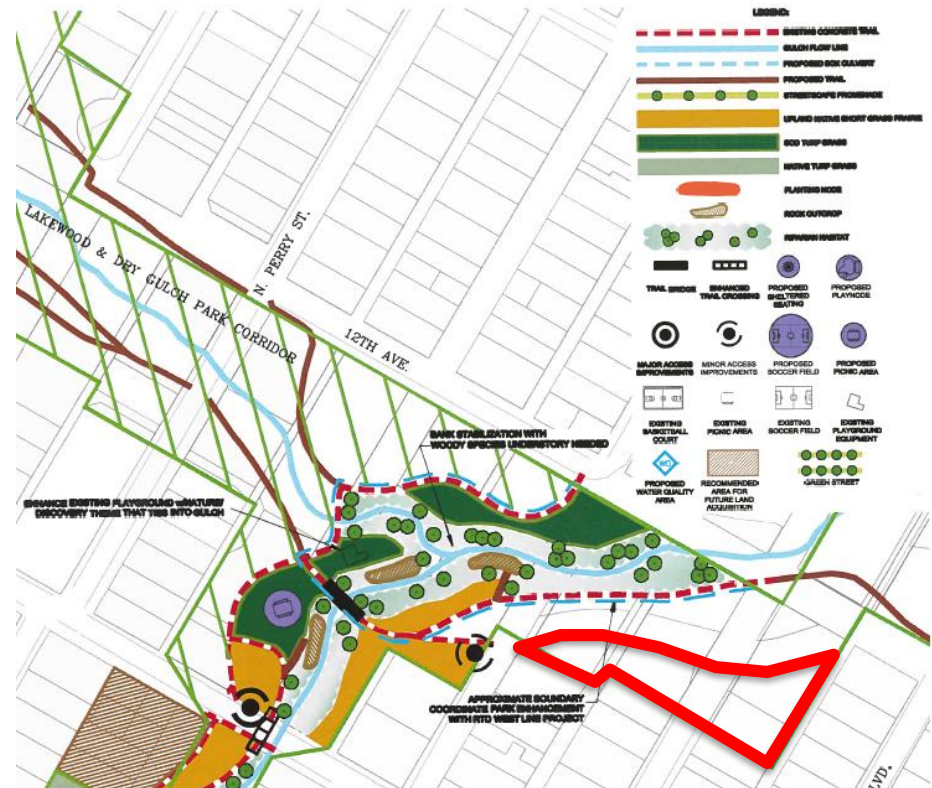 LEGEND:
EXISTING CONCRETE TRAIL
GULCH FLOW LINE
PROPOSED BOX CULVERT
PROPOSED TRAIL
STREETSCAPE PROMENADE
UPLAND NATIVE SHORT GRASS PRAIRIE
SOD TURF GRASS
NATIVE TURF GRASS
PLANTING NODE
ROCK OUTCROP
RIPARIAN HABITAT
TRAIL BRIDGE
ENHANCED
TRAIL CROSSING
PROPOSED
SHELTERED
SEATING
PROPOSED
PLAYNODE
MAJOR ACCESS
IMPROVEMENTS
MINOR ACCESS
IMPROVEMENTS
PROPOSED
SOCCER FIELD
PROPOSED
PICNIC AREA
EXISTING
BASKETBALL
COURT
EXISTING
PICNIC AREA
EXISTING
SOCCER FIELD
EXISTING
PLAYGROUND
EQUIPMENT
WQ
PROPOSED
WATER QUALITY
AREA
RECOMMENDED
AREA FOR
FUTURE LAND
ACQUISITION
GREEN STREET
LAKEWOOD & DRY GULCH PARK CORRIDOR
N. PERRY ST.
12TH AVE.
BANK STABILIZATION WITH
WOODY SPECIES UNDERSTORY NEEDED
ENHANCE EXISTING PLAYGROUND w/NATURE/
DISCOVERY THEME THAT TIES INTO GULCH
APPROXIMATE BOUNDARY
COORDINATE PARK ENHANCEMENT
WITH RTD WEST LINE PROJECT
LVD.